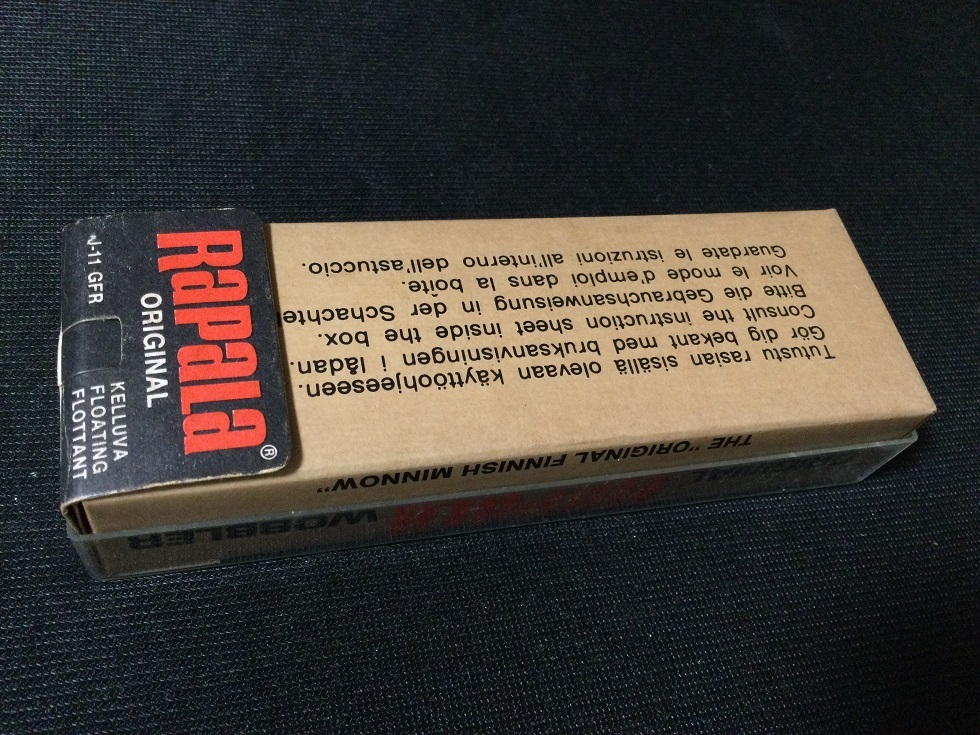 RAPALA®
ORIGINAL
J-11 GFR
KELLUVA
FLOATING
FLOTTANT
Tutustu rasian sisällä olevaan käyttöohjeeseen.
Gör dig bekant med bruksanvisningen i lådan.
Consult the instruction sheet inside the box.
Bitte die Gebrauchsanweisung in der Schachte
Voir le mode d'emploi dans la boîte.
Guardate le istruzioni all'interno dell'astuccio.
THE "ORIGINAL FINNISH MINNOW"
WOBBLER